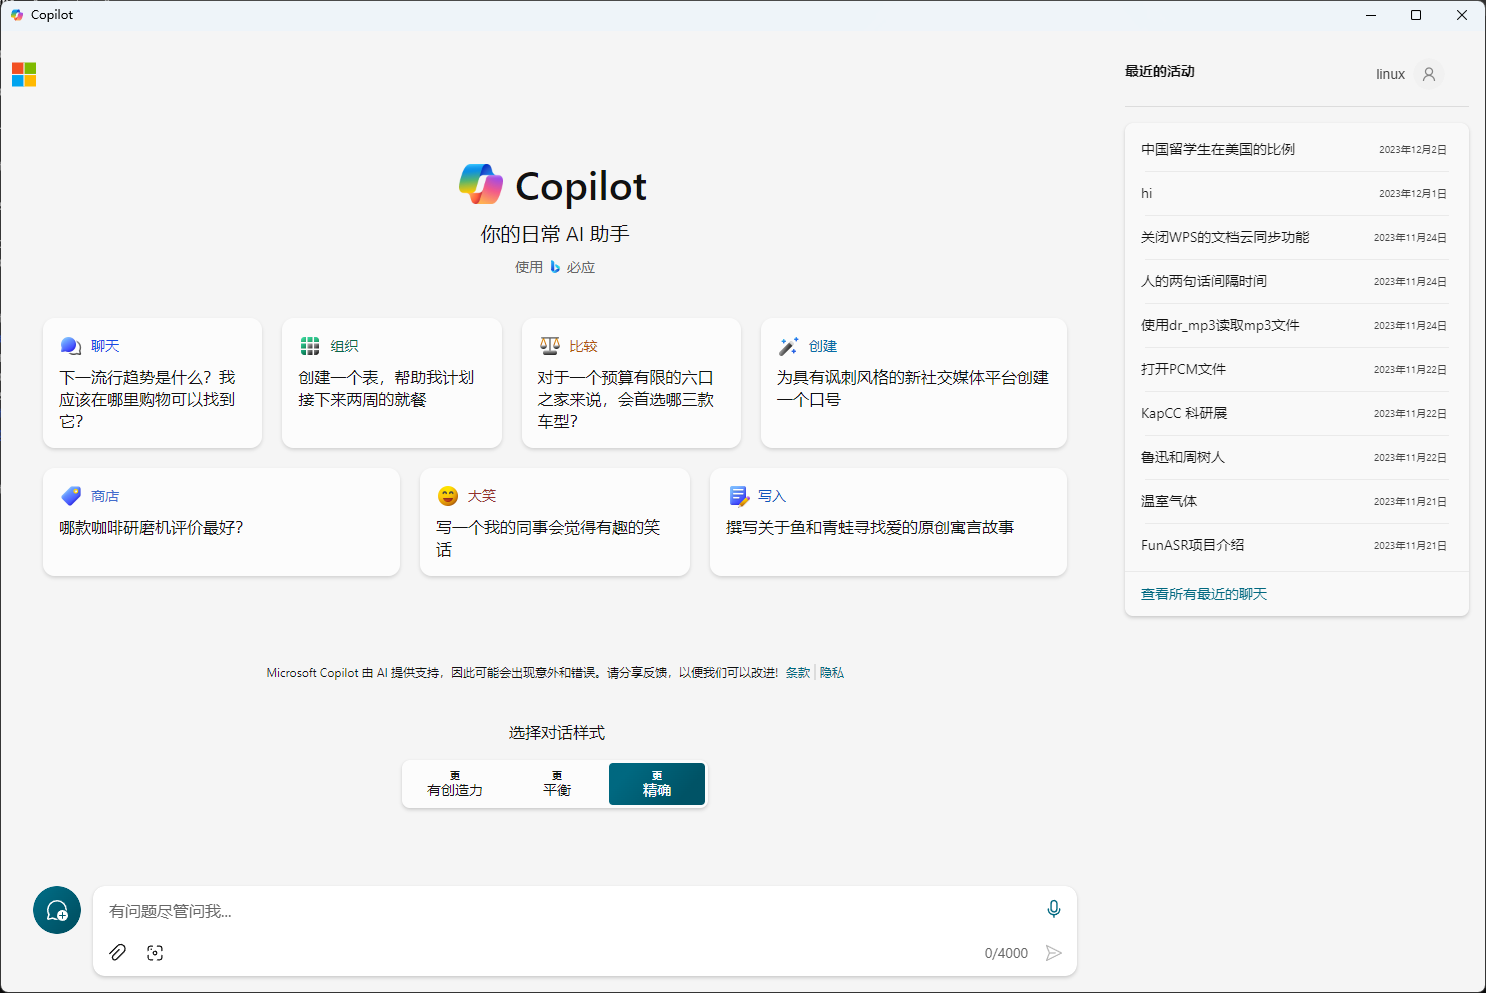 Copilot
最近的活动
linux
Copilot
你的日常 AI 助手
使用 必应
聊天
下一流行趋势是什么？我
应该在哪里购物可以找到
它？
组织
创建一个表，帮助我计划
接下来两周的就餐
比较
对于一个预算有限的六口
之家来说，会首选哪三款
车型？
创建
为具有讽刺风格的新社交媒体平台创建
一个口号
商店
哪款咖啡研磨机评价最好？
大笑
写一个我的同事会觉得有趣的笑
话
写入
撰写关于鱼和青蛙寻找爱的原创寓言故事
Microsoft Copilot 由 AI 提供支持，因此可能会出现意外和错误。请分享反馈，以便我们可以改进! 条款 | 隐私
选择对话样式
更
有创造力
更
平衡
更
精确
有问题尽管问我...
0/4000
中国留学生在美国的比例 2023年12月2日
hi 2023年12月1日
关闭WPS的文档云同步功能 2023年11月24日
人的两句话间隔时间 2023年11月24日
使用dr_mp3读取mp3文件 2023年11月24日
打开PCM文件 2023年11月22日
KapCC 科研展 2023年11月22日
鲁迅和周树人 2023年11月22日
温室气体 2023年11月21日
FunASR项目介绍 2023年11月21日
查看所有最近的聊天